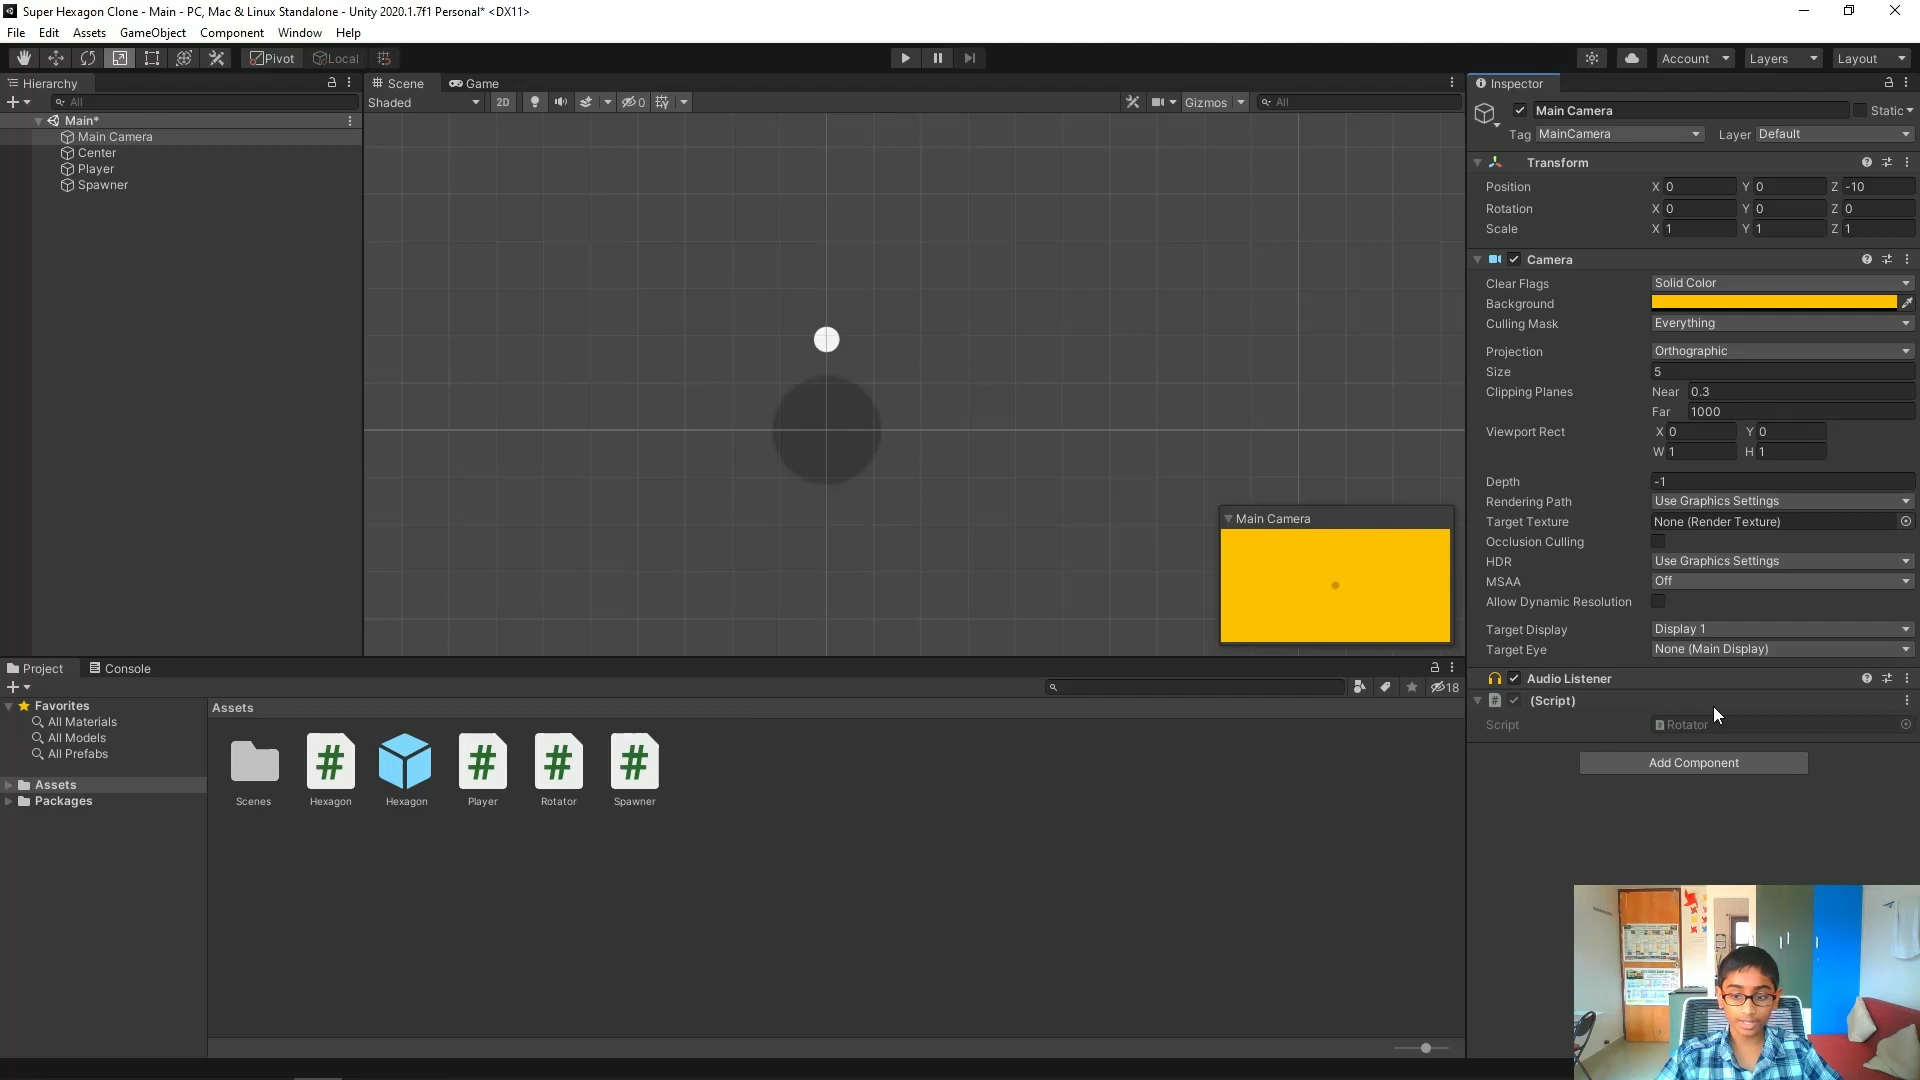 Super Hexagon Clone - Main - PC, Mac & Linux Standalone - Unity 2020.1.7f1 Personal* <DX11>
File Edit Assets GameObject Component Window Help
Pivot Local Account Layers Layout
Hierarchy
All
Main*
Main Camera
Center
Player
Spawner
Scene Game
Shaded 2D 0 Gizmos All
Main Camera
Inspector
Main Camera Static
Tag MainCamera Layer Default
Transform
Position X 0 Y 0 Z -10
Rotation X 0 Y 0 Z 0
Scale X 1 Y 1 Z 1
Camera
Clear Flags Solid Color
Background
Culling Mask Everything
Projection Orthographic
Size 5
Clipping Planes Near 0.3
Far 1000
Viewport Rect X 0 Y 0
W 1 H 1
Depth -1
Rendering Path Use Graphics Settings
Target Texture None (Render Texture)
Occlusion Culling
HDR Use Graphics Settings
MSAA Off
Allow Dynamic Resolution
Target Display Display 1
Target Eye None (Main Display)
Audio Listener
(Script)
Script Rotator
Add Component
Project Console
18
Favorites
All Materials
All Models
All Prefabs
Assets
Packages
Assets
Scenes Hexagon Hexagon Player Rotator Spawner